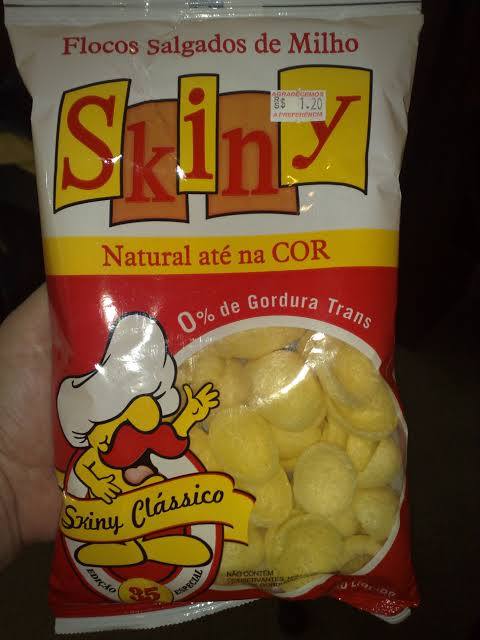 Flocos Salgados de Milho
AGRADECEMOS
$$ 1.20
A PREFERÊNCIA
Skiny
Natural até na COR
0% de Gordura Trans
Skiny Clássico
EDIÇÃO 35 ESPECIAL
NÃO CONTÉM
CONSERVANTES